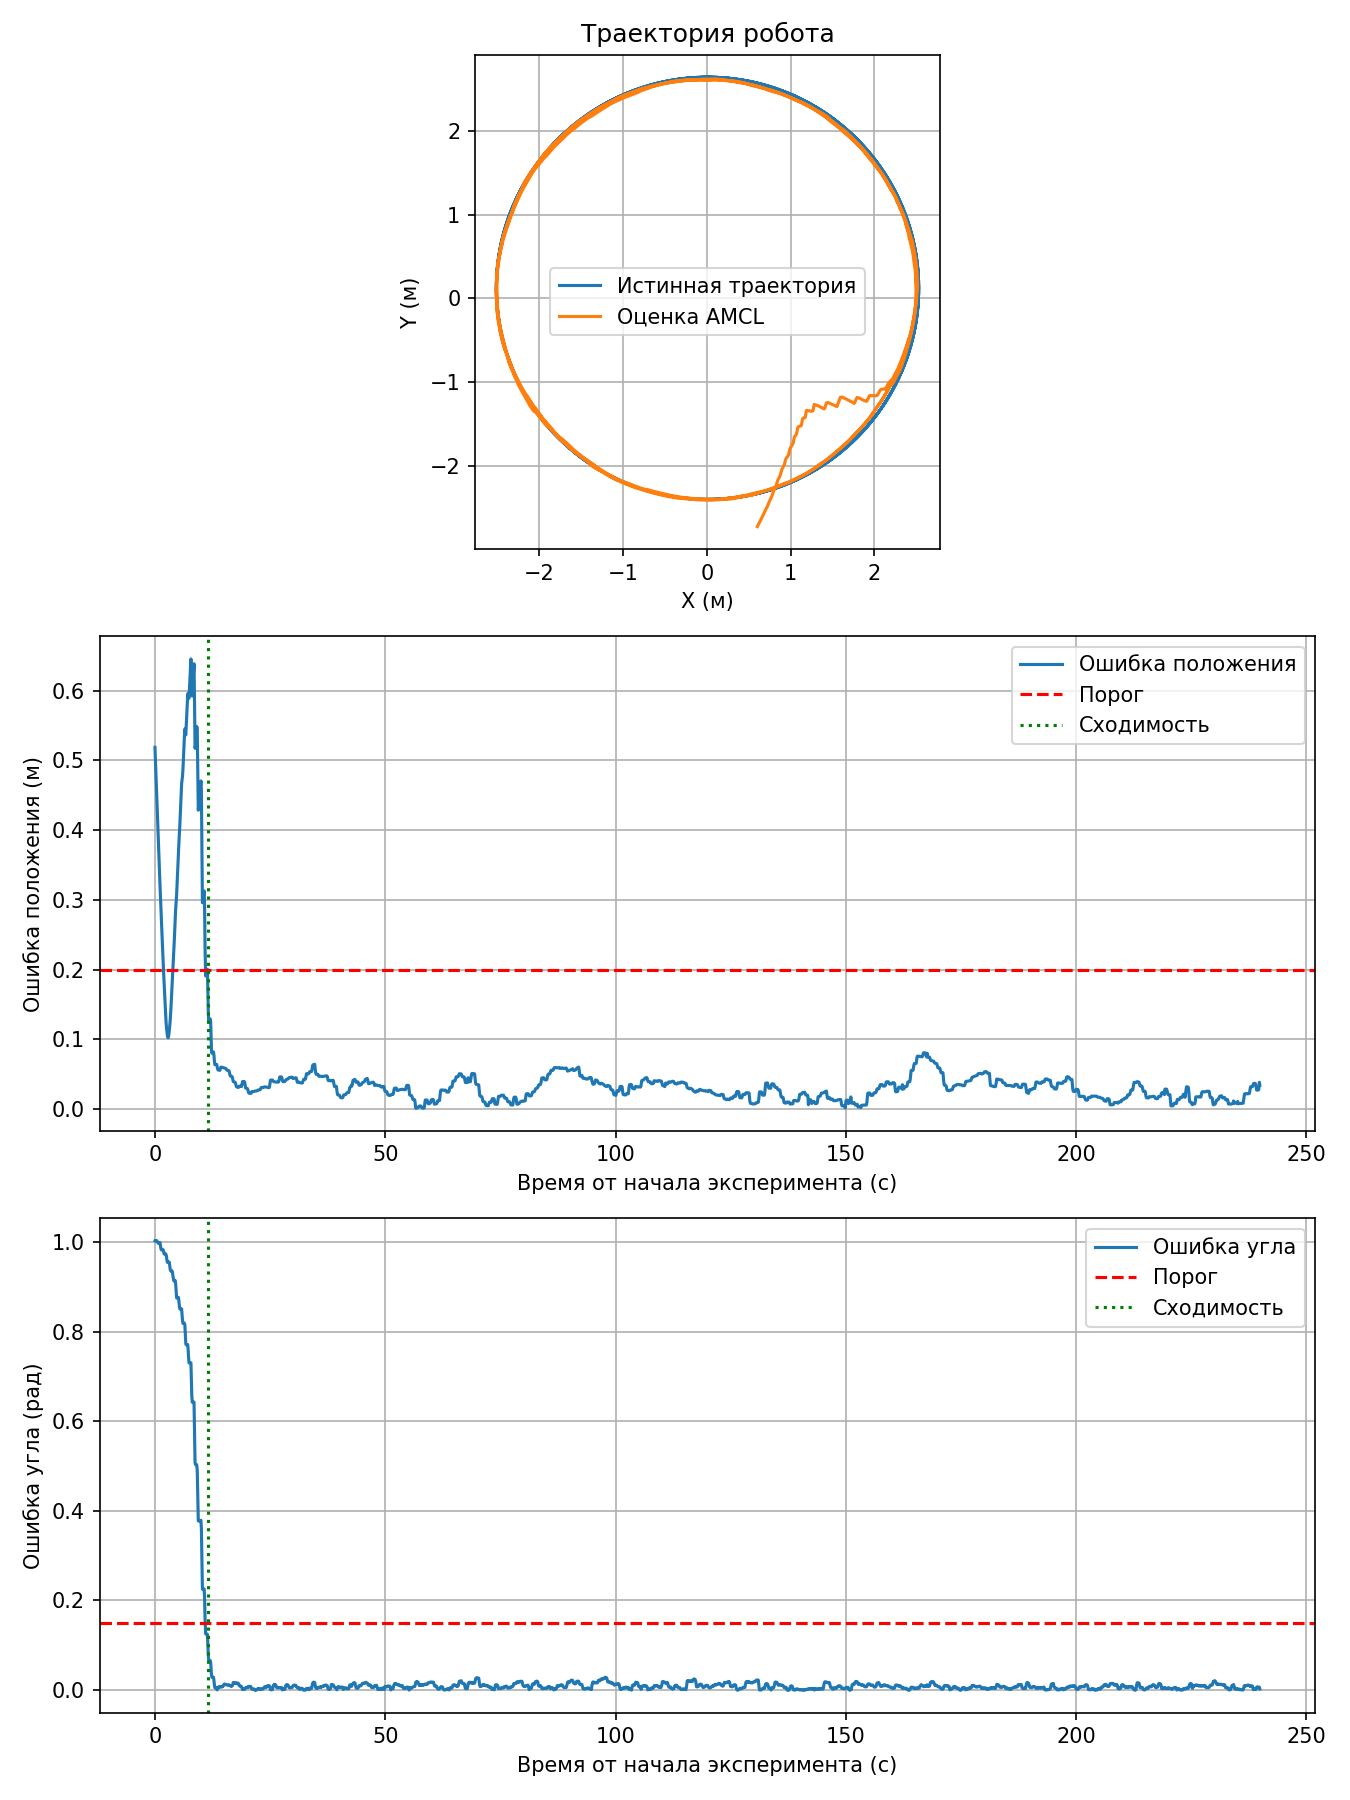 Траектория робота
Y (м)
2
1
0
−1
−2
Истинная траектория
Оценка AMCL
−2 −1 0 1 2
X (м)
Ошибка положения (м)
0.6
0.5
0.4
0.3
0.2
0.1
0.0
Ошибка положения
Порог
Сходимость
0 50 100 150 200 250
Время от начала эксперимента (с)
Ошибка угла (рад)
1.0
0.8
0.6
0.4
0.2
0.0
Ошибка угла
Порог
Сходимость
0 50 100 150 200 250
Время от начала эксперимента (с)